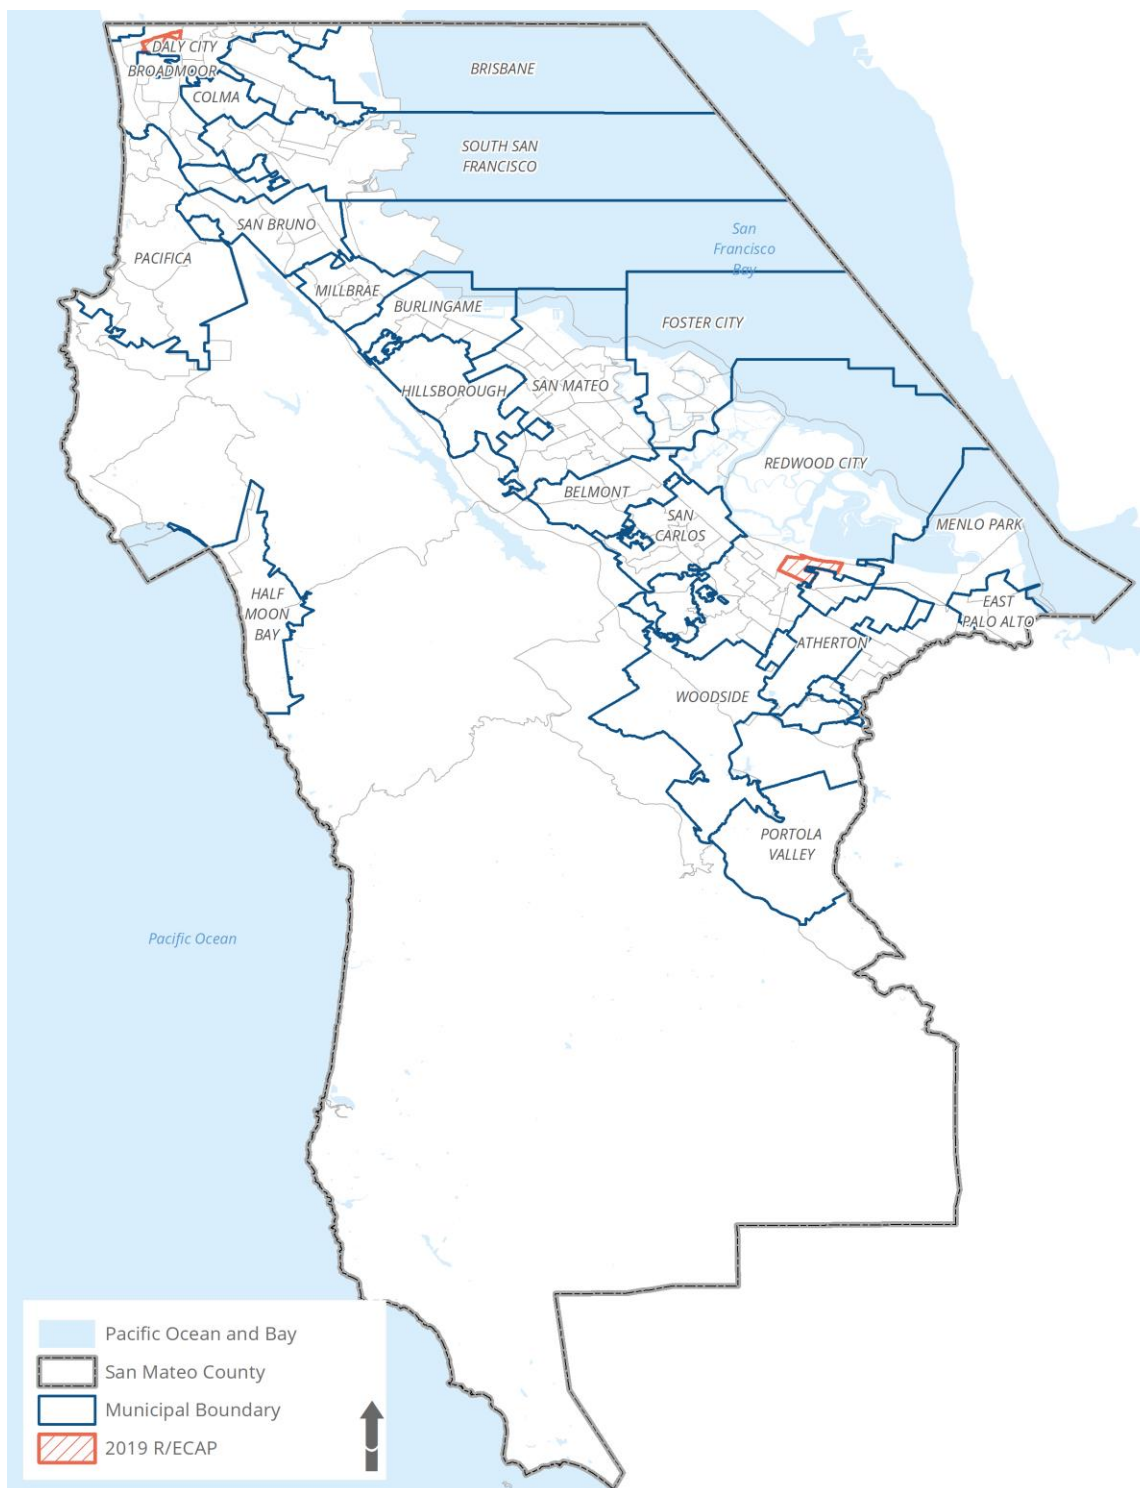 DALY CITY
BROADMOOR
COLMA
BRISBANE
SOUTH SAN
FRANCISCO
SAN BRUNO
San
Francisco
Bay
PACIFICA
MILLBRAE
BURLINGAME
FOSTER CITY
HILLSBOROUGH
SAN MATEO
REDWOOD CITY
BELMONT
SAN
CARLOS
MENLO PARK
HALF
MOON
BAY
EAST
PALO ALTO
ATHERTON
WOODSIDE
PORTOLA
VALLEY
Pacific Ocean
Pacific Ocean and Bay
San Mateo County
Municipal Boundary
2019 R/ECAP